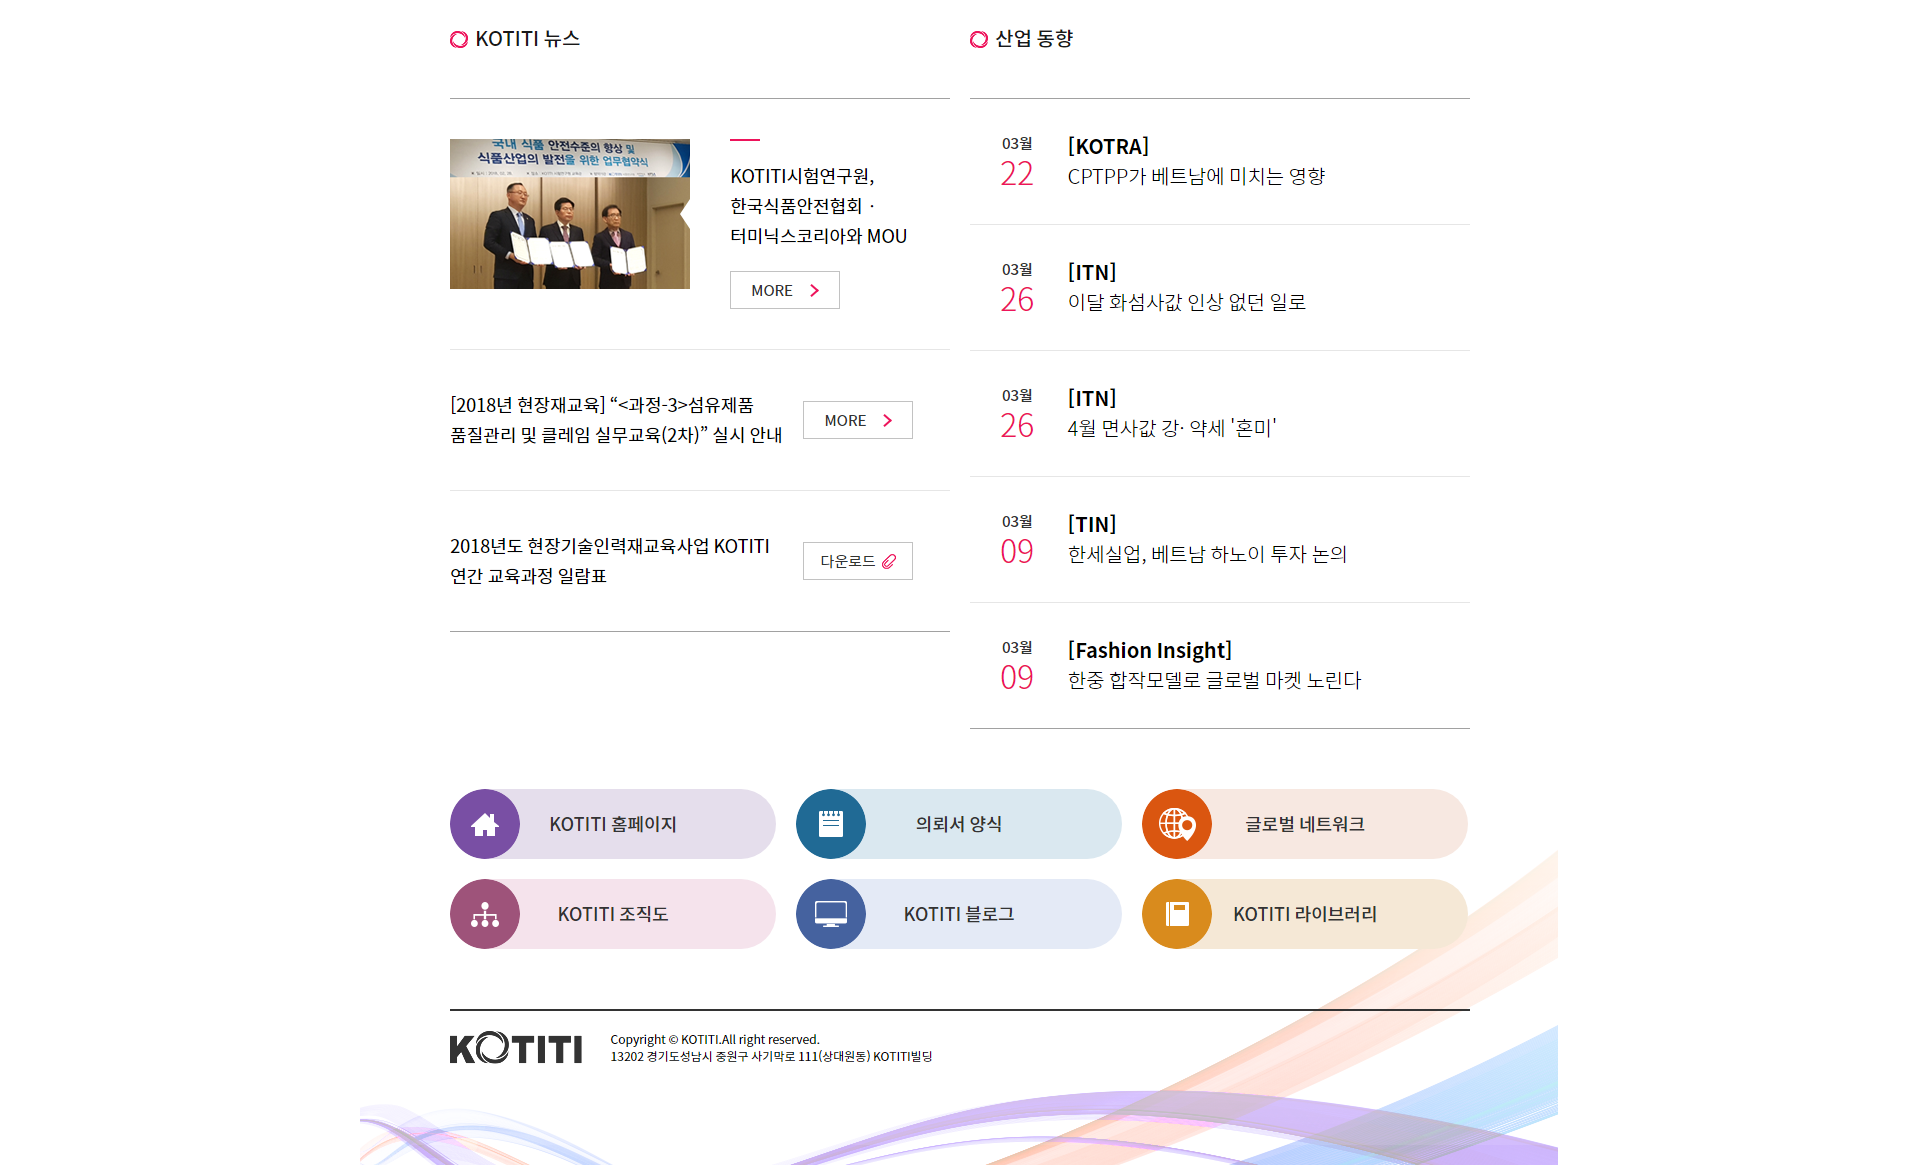 KOTITI 뉴스
국내 식품 안전수준의 향상 및
식품산업의 발전을 위한 업무협약식
KOTITI시험연구원,
한국식품안전협회 ·
터미닉스코리아와 MOU
MORE
[2018년 현장재교육] “<과정-3>섬유제품
품질관리 및 클레임 실무교육(2차)” 실시 안내
MORE
2018년도 현장기술인력재교육사업 KOTITI
연간 교육과정 일람표
다운로드
산업 동향
03월
22
[KOTRA]
CPTPP가 베트남에 미치는 영향
03월
26
[ITN]
이달 화섬사값 인상 없던 일로
03월
26
[ITN]
4월 면사값 강· 약세 '혼미'
03월
09
[TIN]
한세실업, 베트남 하노이 투자 논의
03월
09
[Fashion Insight]
한중 합작모델로 글로벌 마켓 노린다
KOTITI 홈페이지
의뢰서 양식
글로벌 네트워크
KOTITI 조직도
KOTITI 블로그
KOTITI 라이브러리
KOTITI
Copyright © KOTITI.All right reserved.
13202 경기도성남시 중원구 사기막로 111(상대원동) KOTITI빌딩